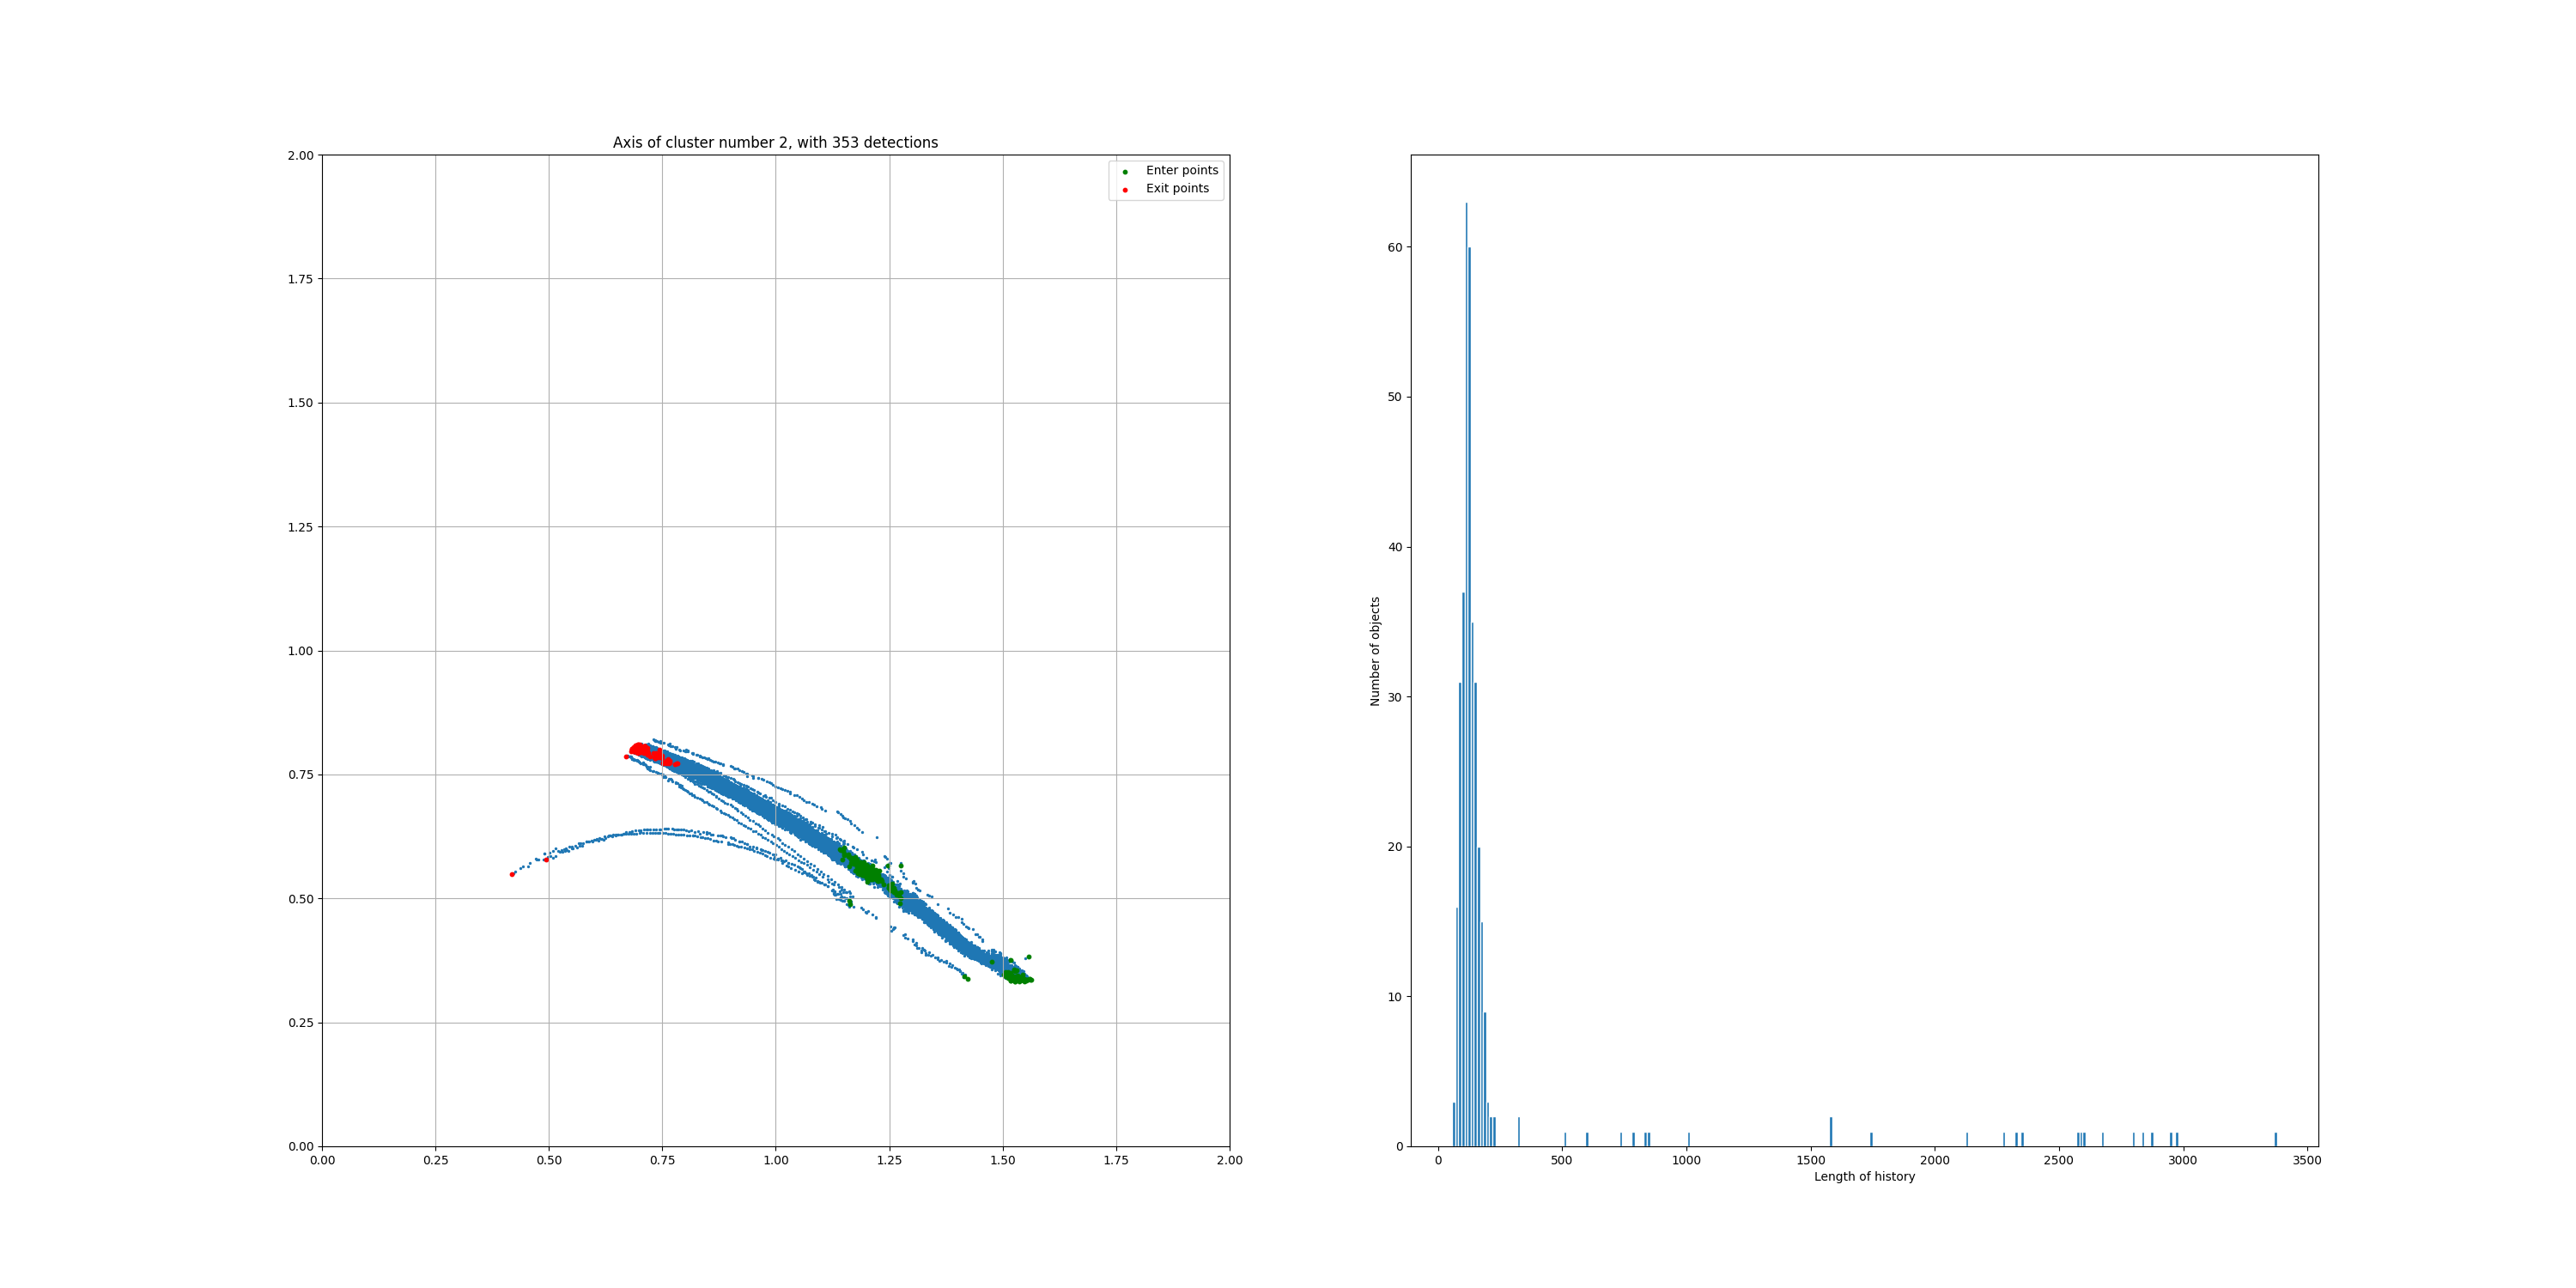 Axis of cluster number 2, with 353 detections
Enter points
Exit points
2.00
1.75
1.50
1.25
1.00
0.75
0.50
0.25
0.00
0.00 0.25 0.50 0.75 1.00 1.25 1.50 1.75 2.00
Number of objects
60
50
40
30
20
10
0
0 500 1000 1500 2000 2500 3000 3500
Length of history